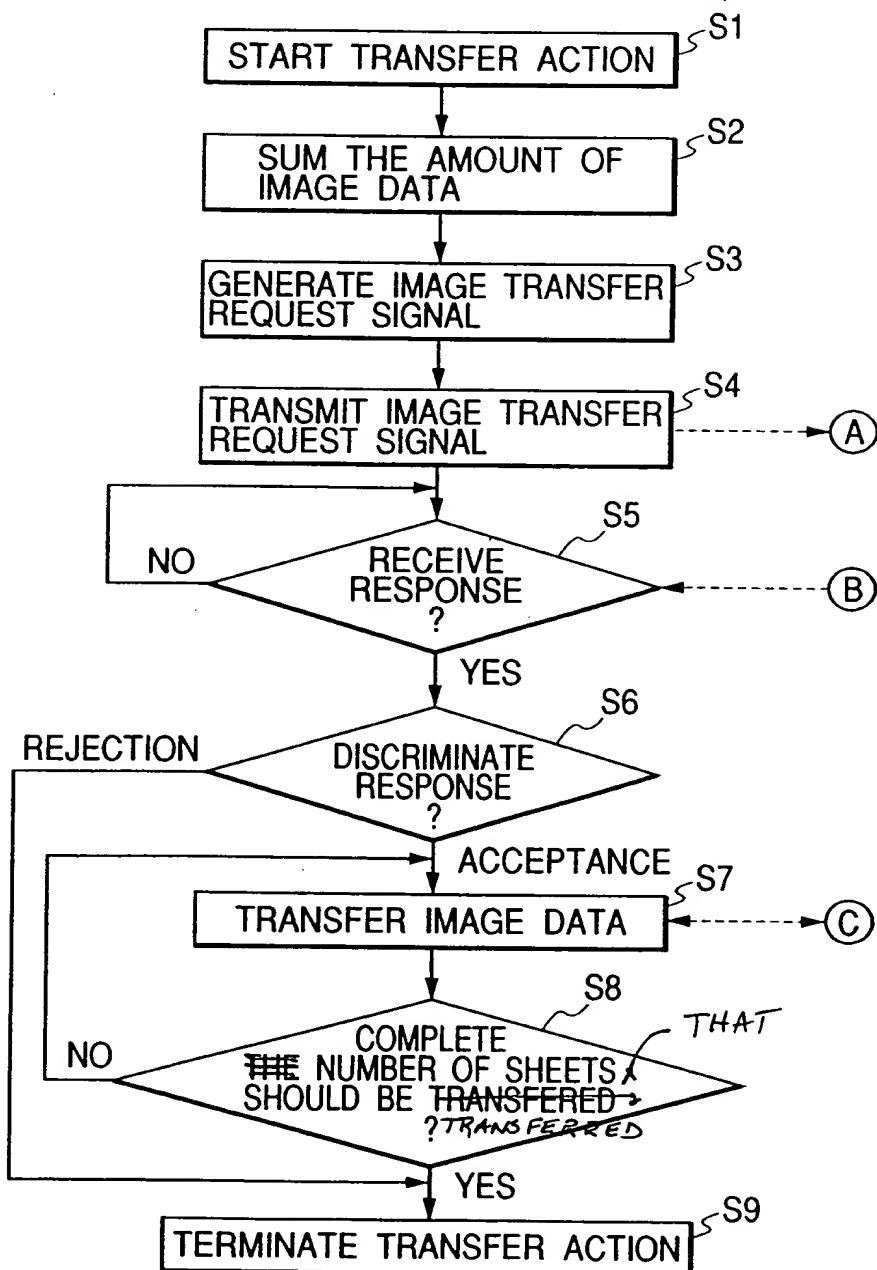 S1
START TRANSFER ACTION
S2
SUM THE AMOUNT OF
IMAGE DATA
S3
GENERATE IMAGE TRANSFER
REQUEST SIGNAL
S4
TRANSMIT IMAGE TRANSFER
REQUEST SIGNAL
A
S5
NO
RECEIVE
RESPONSE
?
B
YES
S6
REJECTION
DISCRIMINATE
RESPONSE
?
ACCEPTANCE
S7
TRANSFER IMAGE DATA
C
S8
THAT
NO
COMPLETE
THE NUMBER OF SHEETS
SHOULD BE TRANSFERED
? TRANSFERRED
YES
S9
TERMINATE TRANSFER ACTION